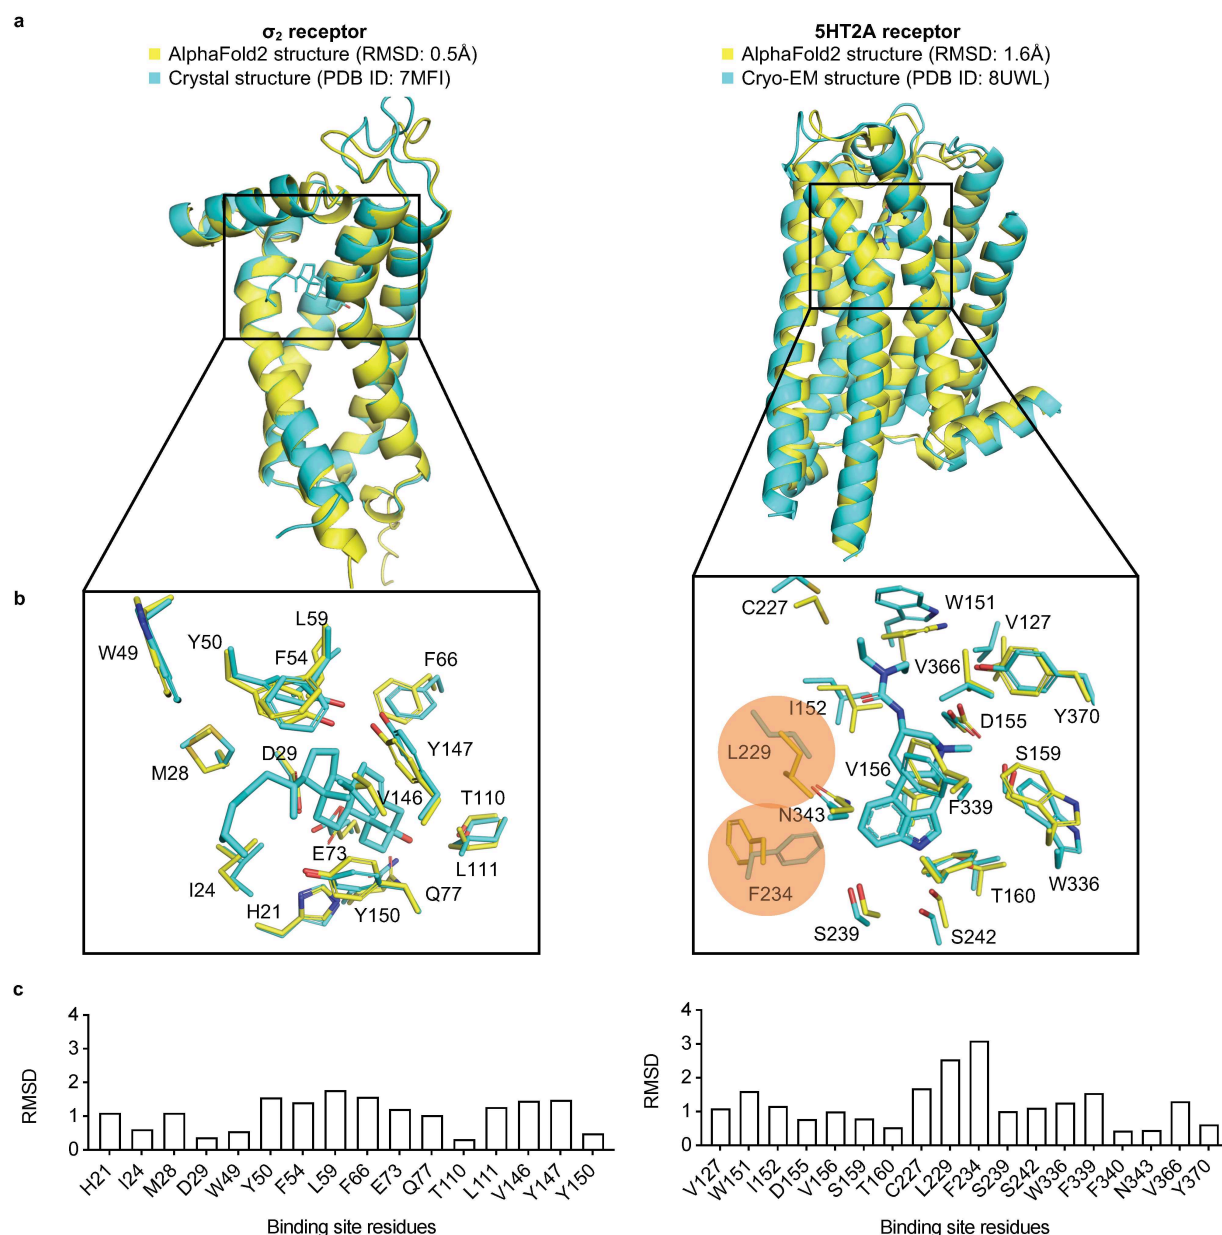 a
σ₂ receptor
AlphaFold2 structure (RMSD: 0.5Å)
Crystal structure (PDB ID: 7MFI)
5HT2A receptor
AlphaFold2 structure (RMSD: 1.6Å)
Cryo-EM structure (PDB ID: 8UWL)
b
W49
Y50
L59
F54
F66
M28
D29
Y147
V146
T110
E73
L111
I24
H21
Y150
Q77
C227
W151
V127
V366
I152
D155
Y370
L229
V156
S159
N343
F339
F234
W336
T160
S239
S242
c
RMSD
4
3
2
1
0
H21
I24
M28
D29
W49
Y50
F54
L59
F66
E73
Q77
T110
L111
V146
Y147
Y150
Binding site residues
RMSD
4
3
2
1
0
V127
W151
I152
D155
V156
S159
T160
C227
L229
F234
S239
S242
W336
F339
F340
N343
V366
Y370
Binding site residues